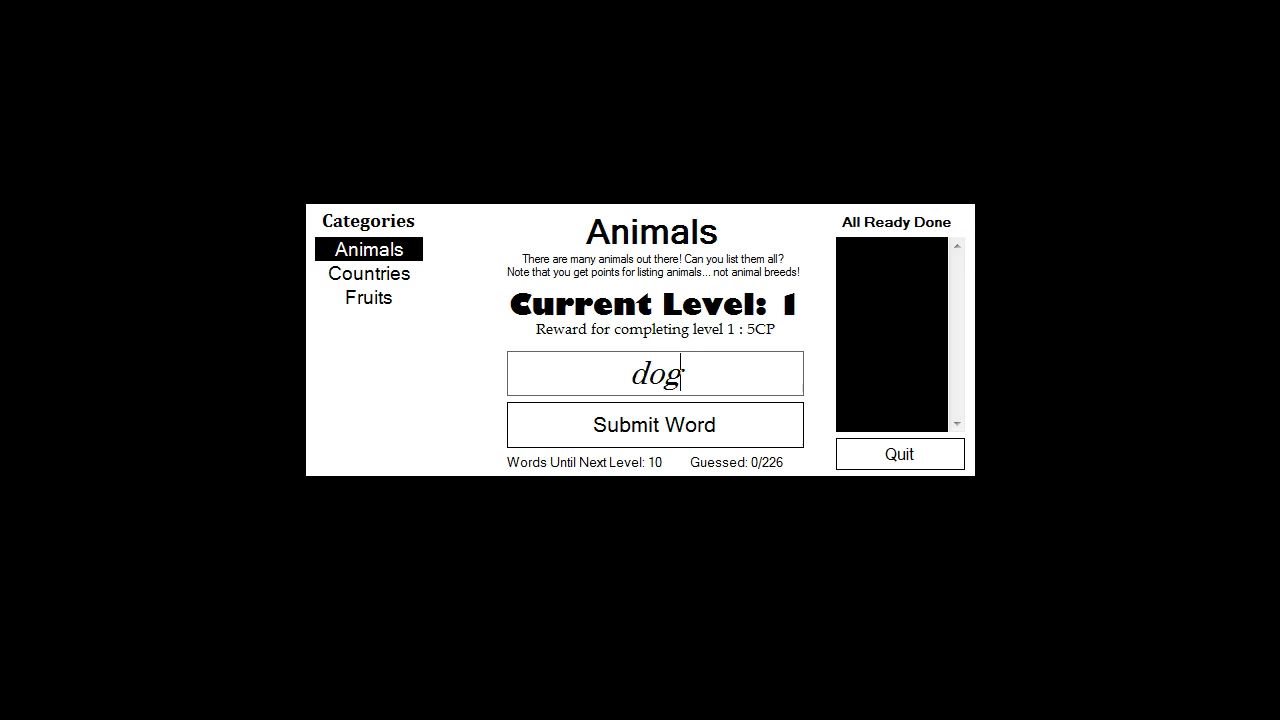 Categories
Animals
Countries
Fruits
Animals
There are many animals out there! Can you list them all?
Note that you get points for listing animals... not animal breeds!
Current Level: 1
Reward for completing level 1 : 5CP
dog
Submit Word
Words Until Next Level: 10 Guessed: 0/226
All Ready Done
Quit